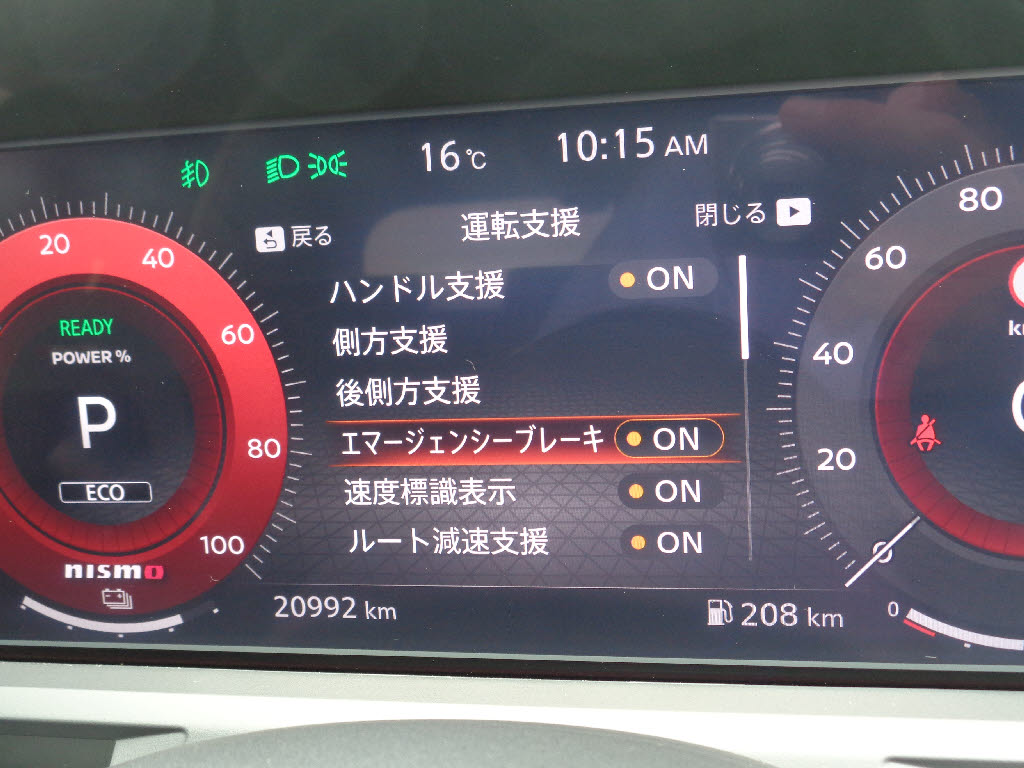 16℃
10:15 AM
戻る
運転支援
閉じる
ハンドル支援 ON
側方支援
後側方支援
エマージェンシーブレーキ ON
速度標識表示 ON
ルート減速支援 ON
20992 km
208 km
20
40
60
80
100
READY
POWER %
P
ECO
nismo
80
60
40
20
0
0